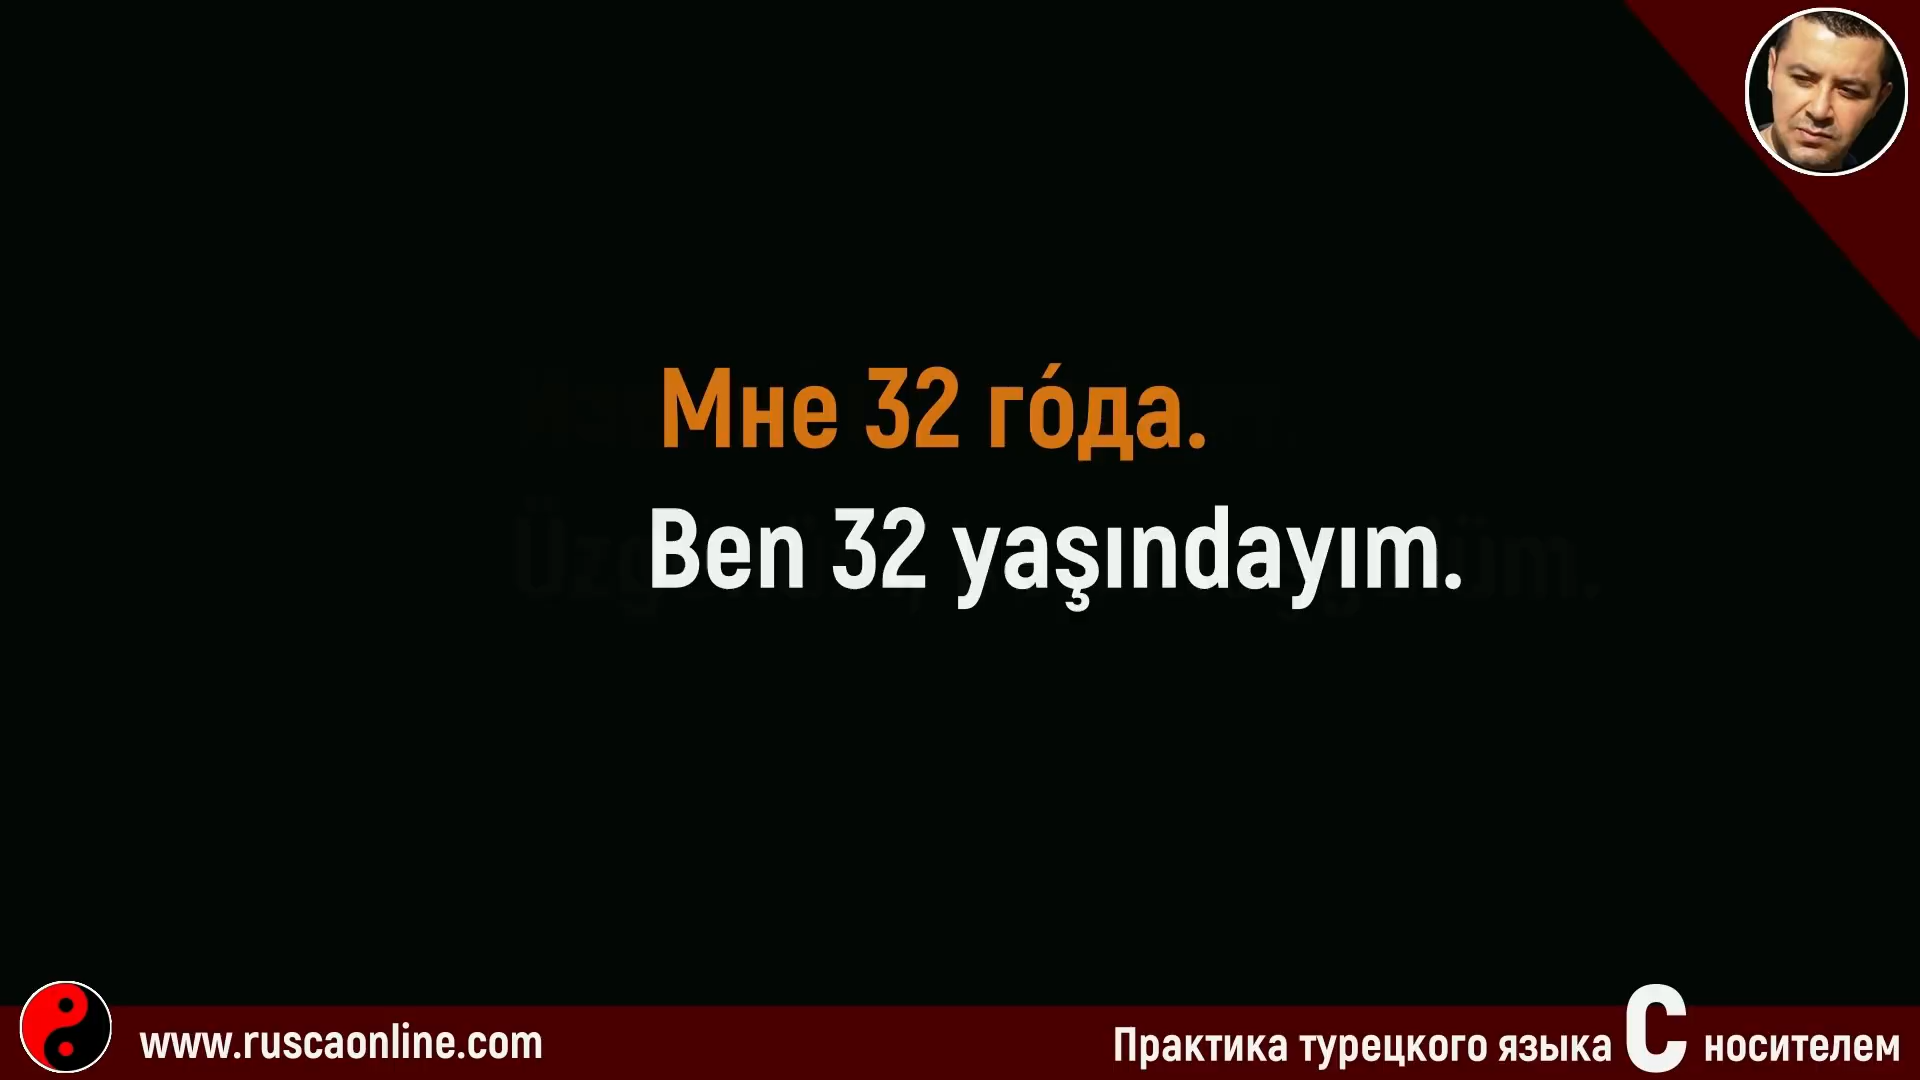 Мне 32 го́да.
Ben 32 yaşındayım.
www.ruscaonline.com
Практика турецкого языка С носителем